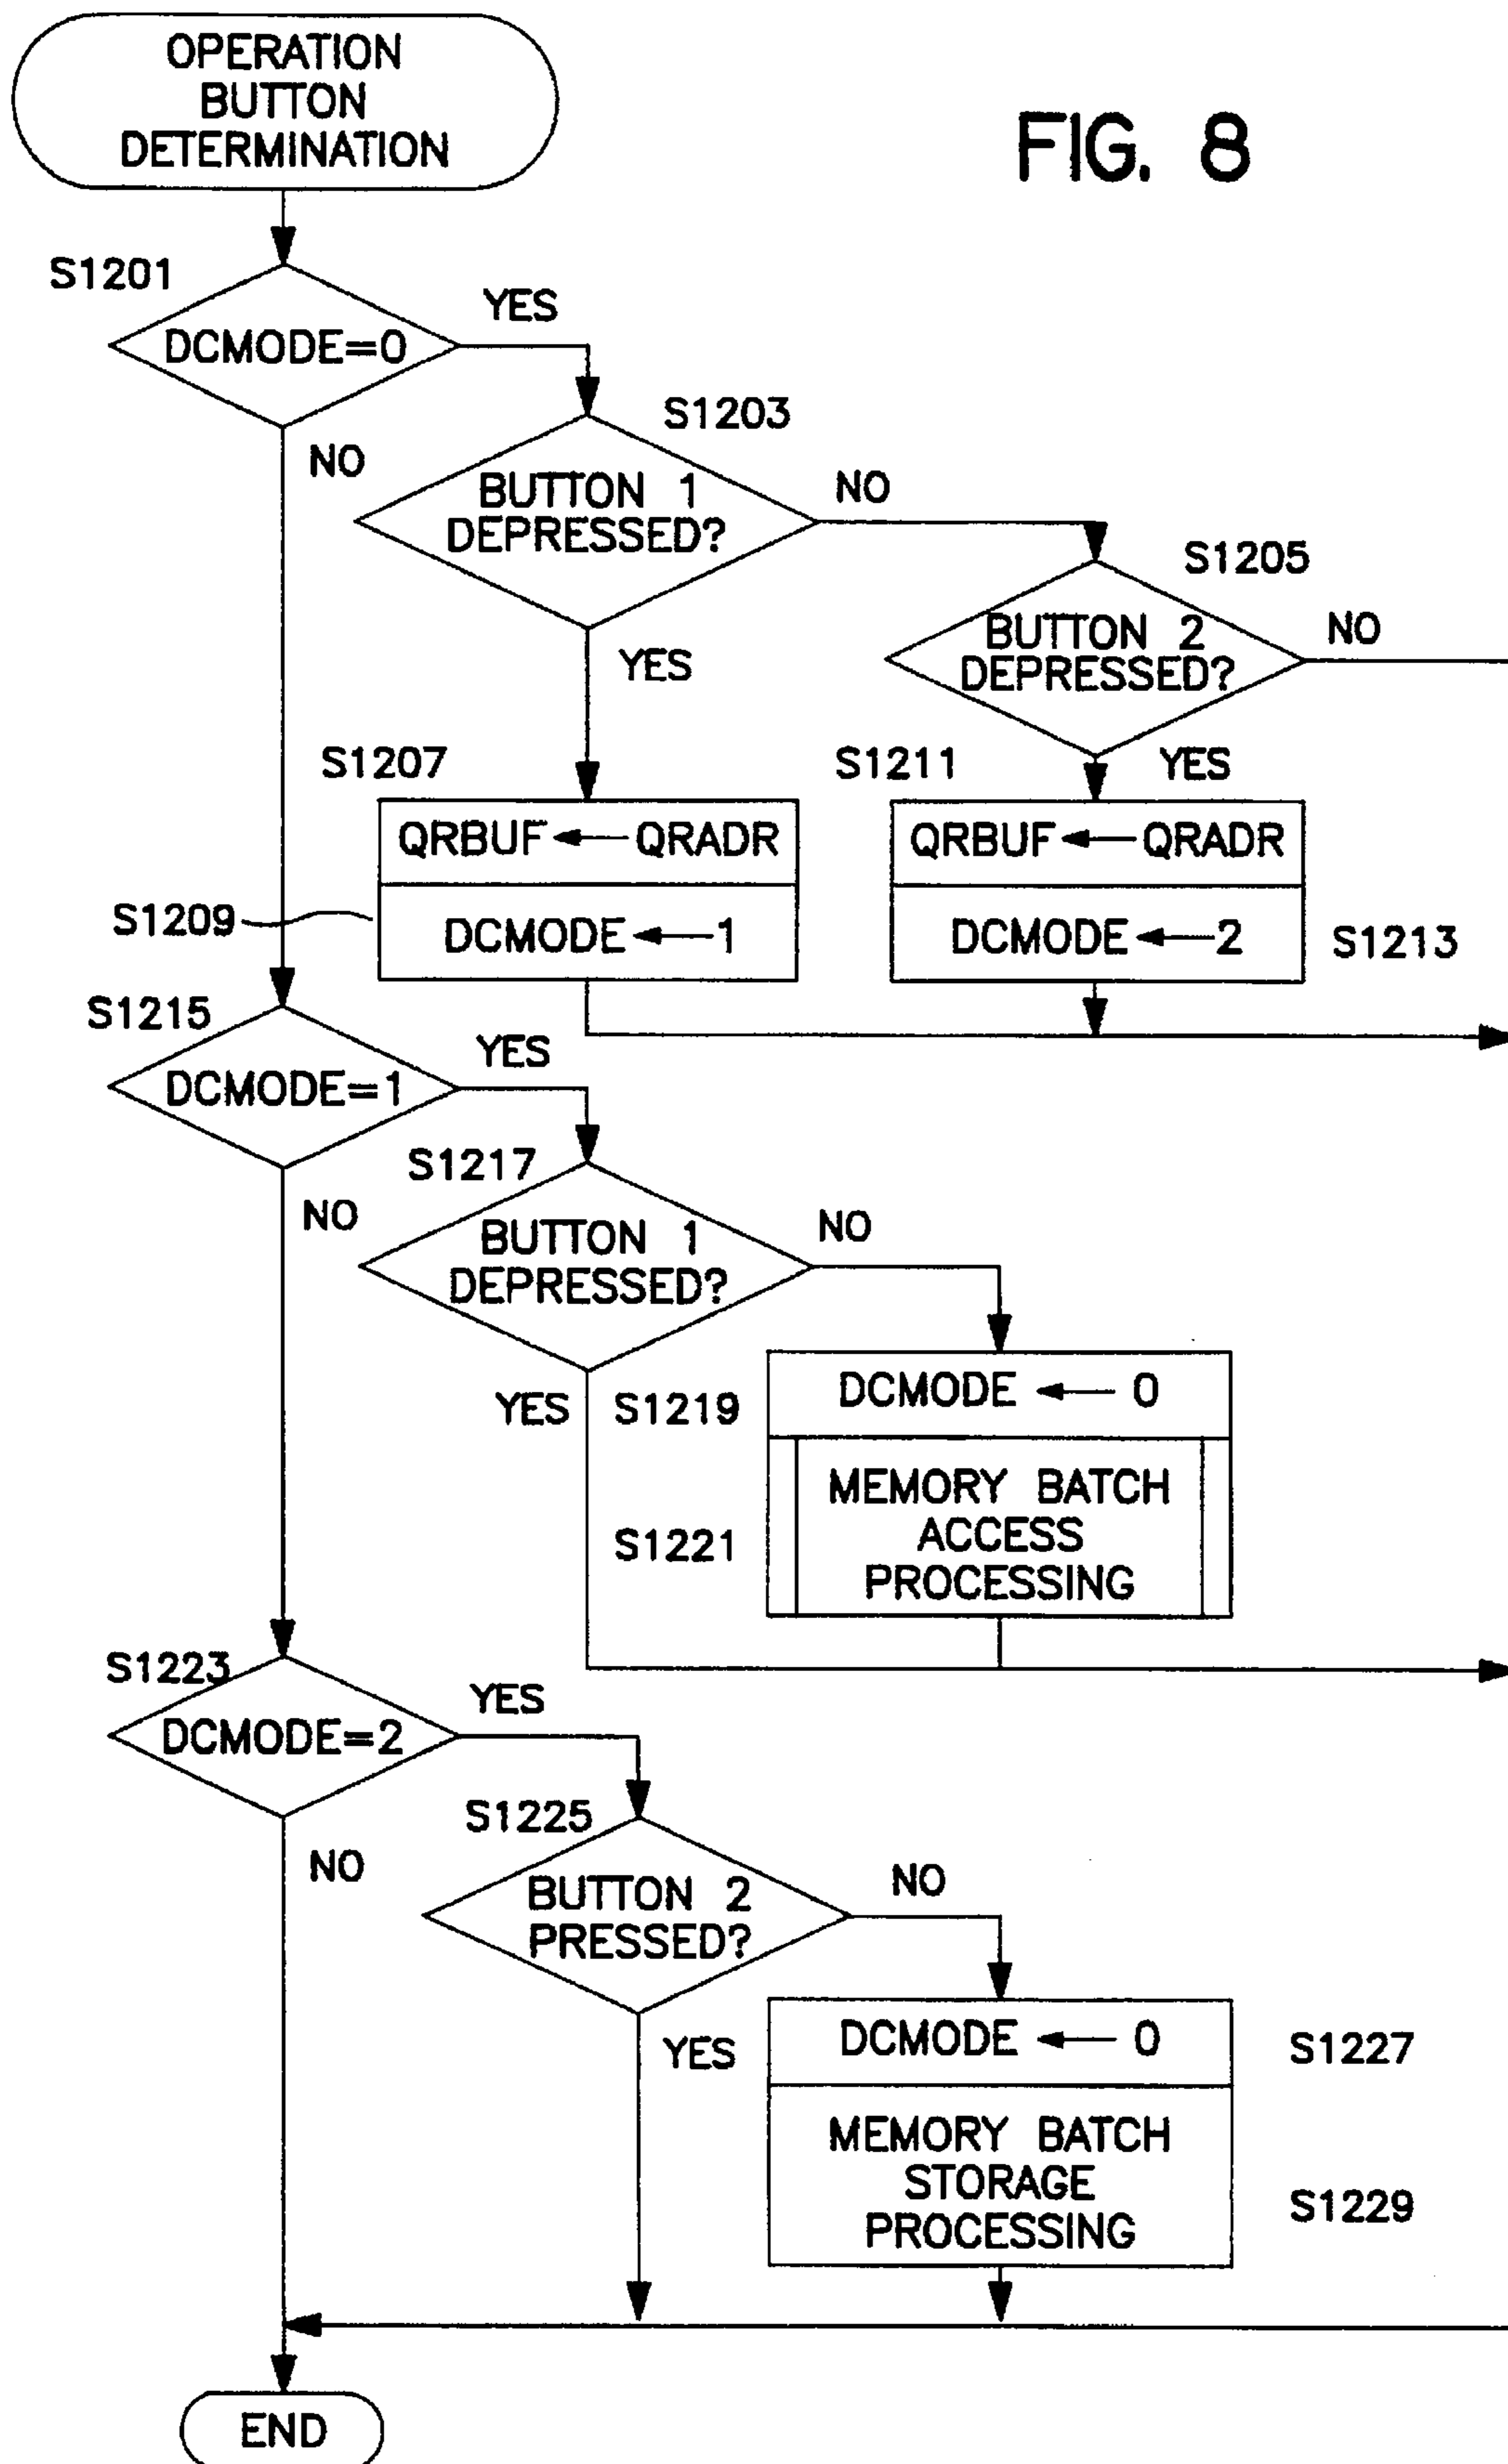 OPERATION
BUTTON
DETERMINATION
FIG. 8
S1201
DCMODE=0
YES
NO
S1203
BUTTON 1
DEPRESSED?
NO
YES
S1205
BUTTON 2
DEPRESSED?
NO
YES
S1207
QRBUF ← QRADR
S1209
DCMODE ← 1
S1211
QRBUF ← QRADR
DCMODE ← 2
S1213
S1215
DCMODE=1
YES
NO
S1217
BUTTON 1
DEPRESSED?
NO
YES
S1219
DCMODE ← 0
S1221
MEMORY BATCH
ACCESS
PROCESSING
S1223
DCMODE=2
YES
NO
S1225
BUTTON 2
PRESSED?
NO
YES
DCMODE ← 0
S1227
MEMORY BATCH
STORAGE
PROCESSING
S1229
END